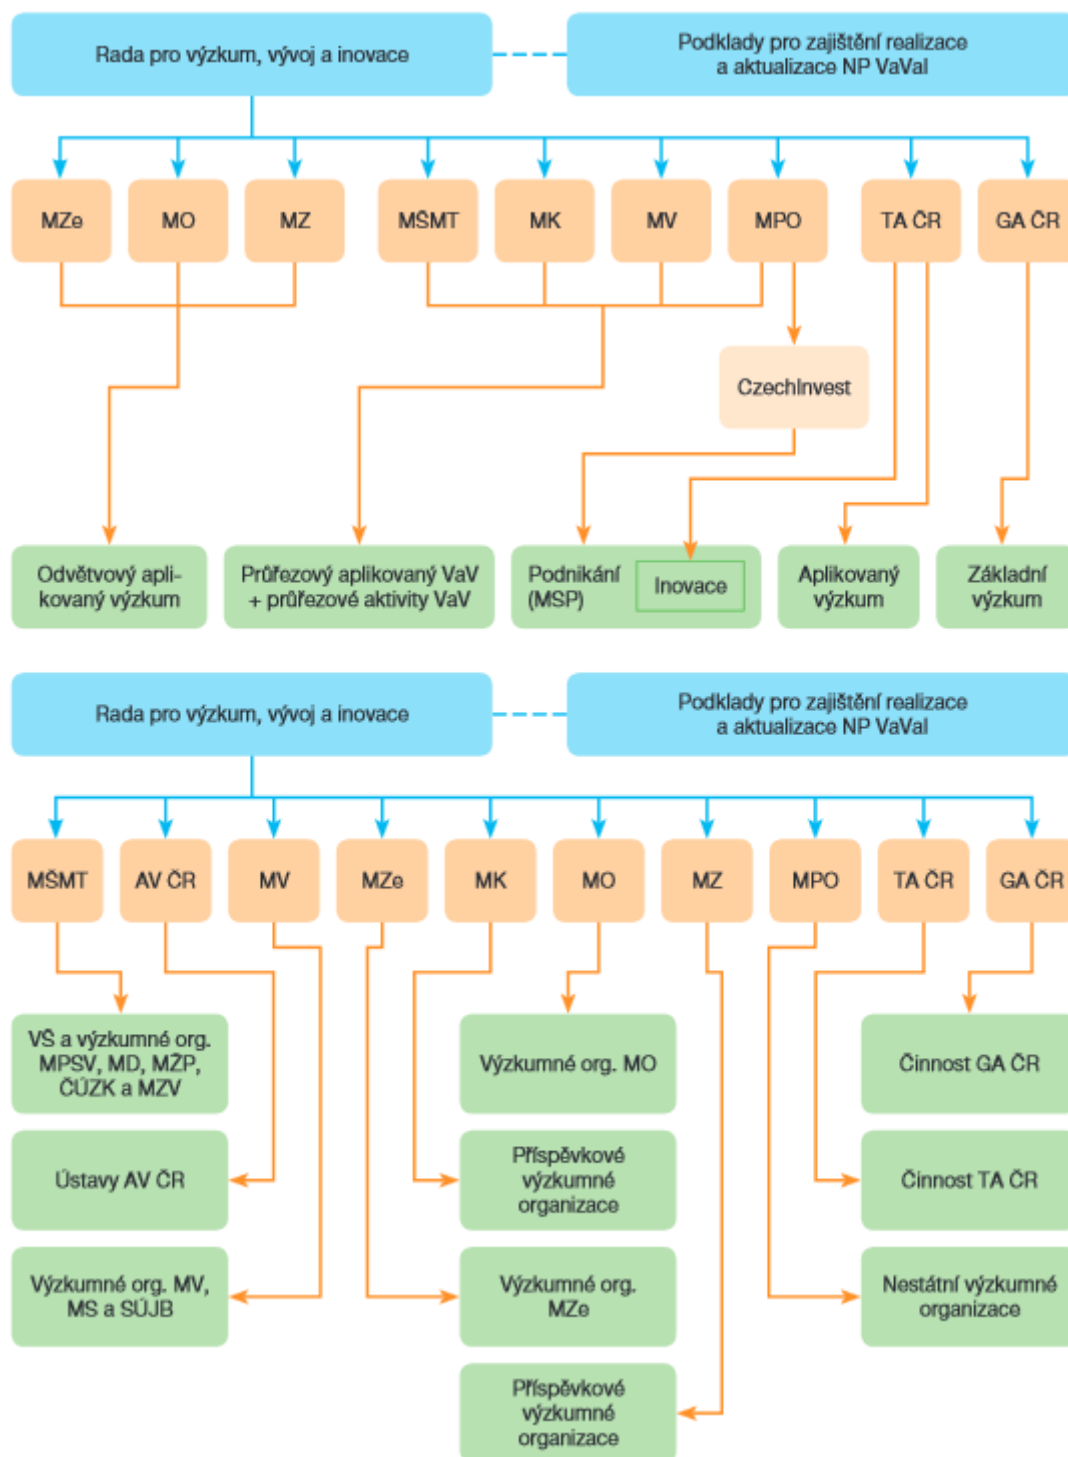 Rada pro výzkum, vývoj a inovace
Podklady pro zajištění realizace
a aktualizace NP VaVaI
MZe
MO
MZ
MŠMT
MK
MV
MPO
TA ČR
GA ČR
CzechInvest
Odvětvový apli-
kovaný výzkum
Průřezový aplikovaný VaV
+ průřezové aktivity VaV
Podnikání
(MSP)
Inovace
Aplikovaný
výzkum
Základní
výzkum
Rada pro výzkum, vývoj a inovace
Podklady pro zajištění realizace
a aktualizace NP VaVaI
MŠMT
AV ČR
MV
MZe
MK
MO
MZ
MPO
TA ČR
GA ČR
VŠ a výzkumné org.
MPSV, MD, MŽP,
ČÚZK a MZV
Výzkumné org. MO
Činnost GA ČR
Ústavy AV ČR
Příspěvkové
výzkumné
organizace
Činnost TA ČR
Výzkumné org. MV,
MS a SÚJB
Výzkumné org.
MZe
Nestátní výzkumné
organizace
Příspěvkové
výzkumné
organizace